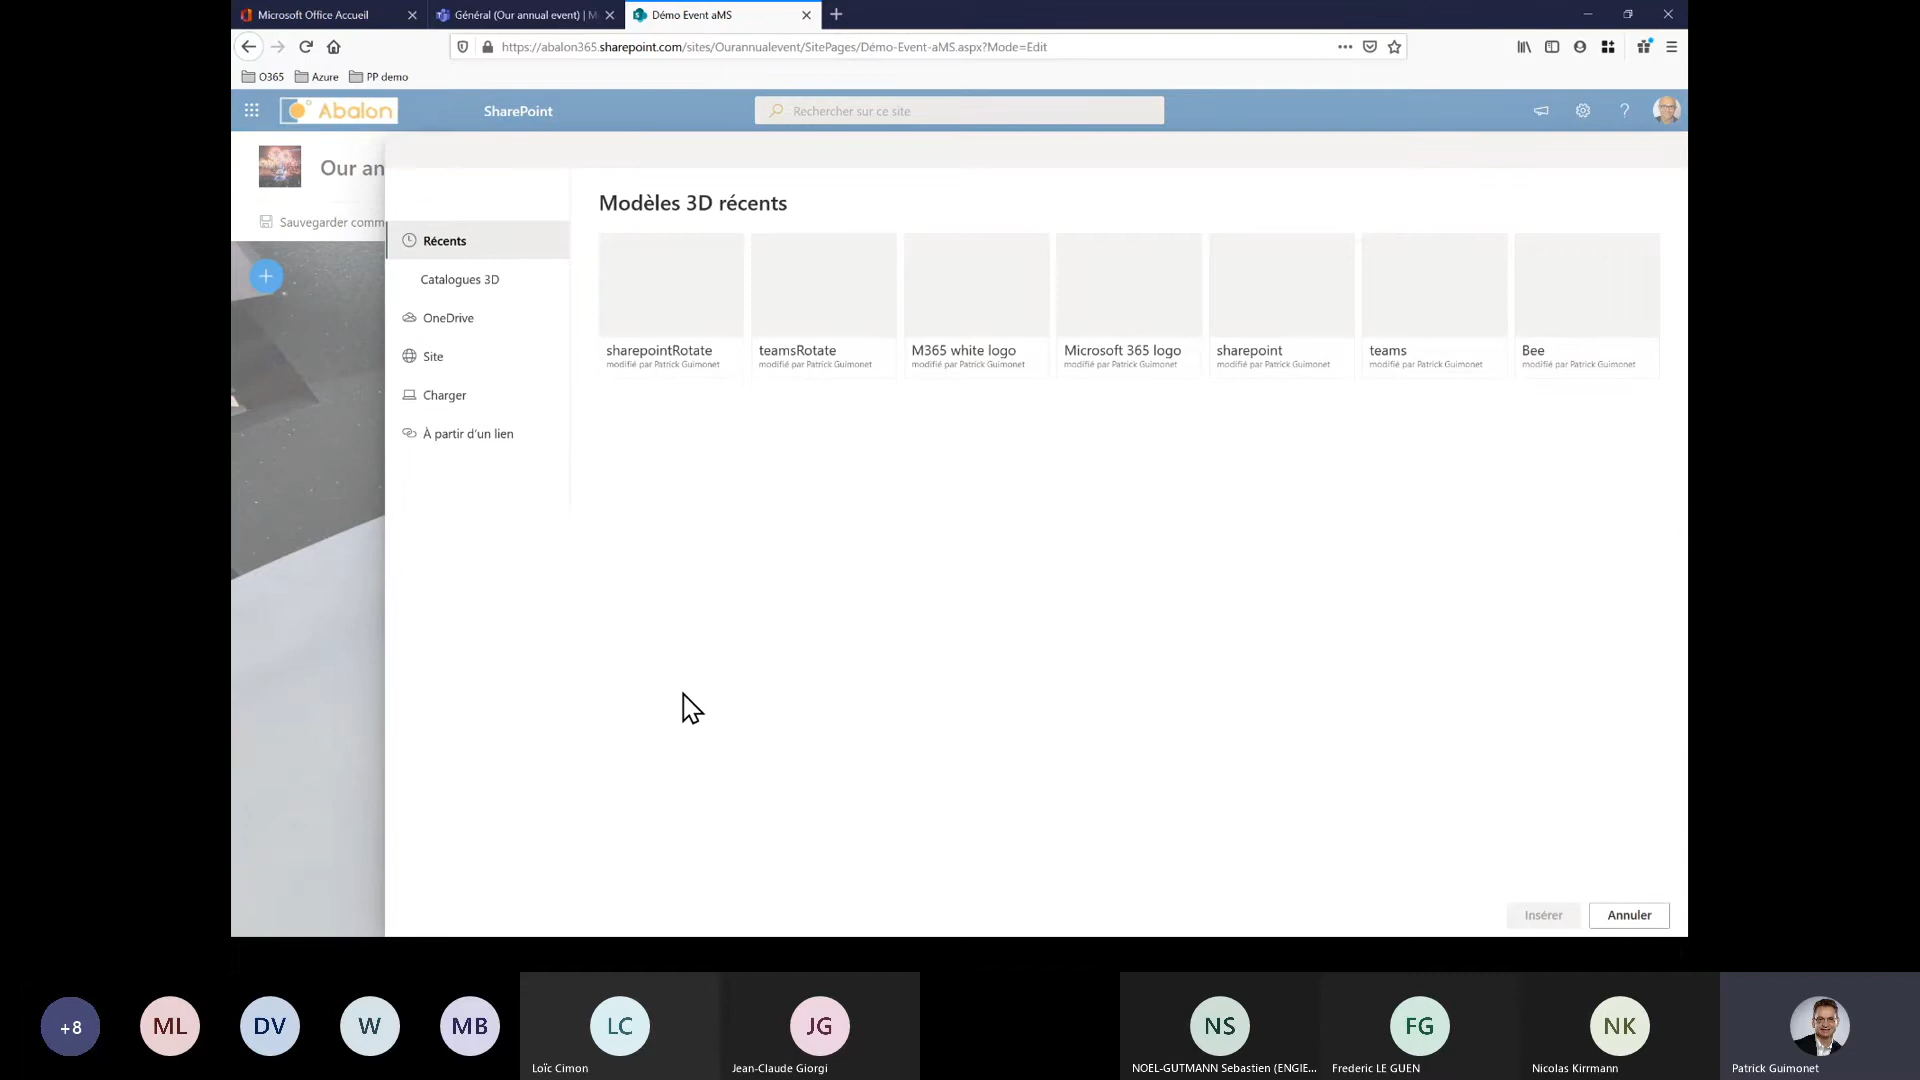 Microsoft Office Accueil
Général (Our annual event) | M
Démo Event aMS
https://abalon365.sharepoint.com/sites/Ourannualevent/SitePages/Démo-Event-aMS.aspx?Mode=Edit
O365
Azure
PP demo
Abalon
SharePoint
Rechercher sur ce site
Our an
Sauvegarder comm
Modèles 3D récents
Récents
Catalogues 3D
OneDrive
Site
Charger
À partir d'un lien
sharepointRotate
modifié par Patrick Guimonet
teamsRotate
modifié par Patrick Guimonet
M365 white logo
modifié par Patrick Guimonet
Microsoft 365 logo
modifié par Patrick Guimonet
sharepoint
modifié par Patrick Guimonet
teams
modifié par Patrick Guimonet
Bee
modifié par Patrick Guimonet
Insérer
Annuler
+8
ML
DV
W
MB
LC
Loïc Cimon
JG
Jean-Claude Giorgi
NS
NOEL-GUTMANN Sebastien (ENGIE...
FG
Frederic LE GUEN
NK
Nicolas Kirrmann
Patrick Guimonet